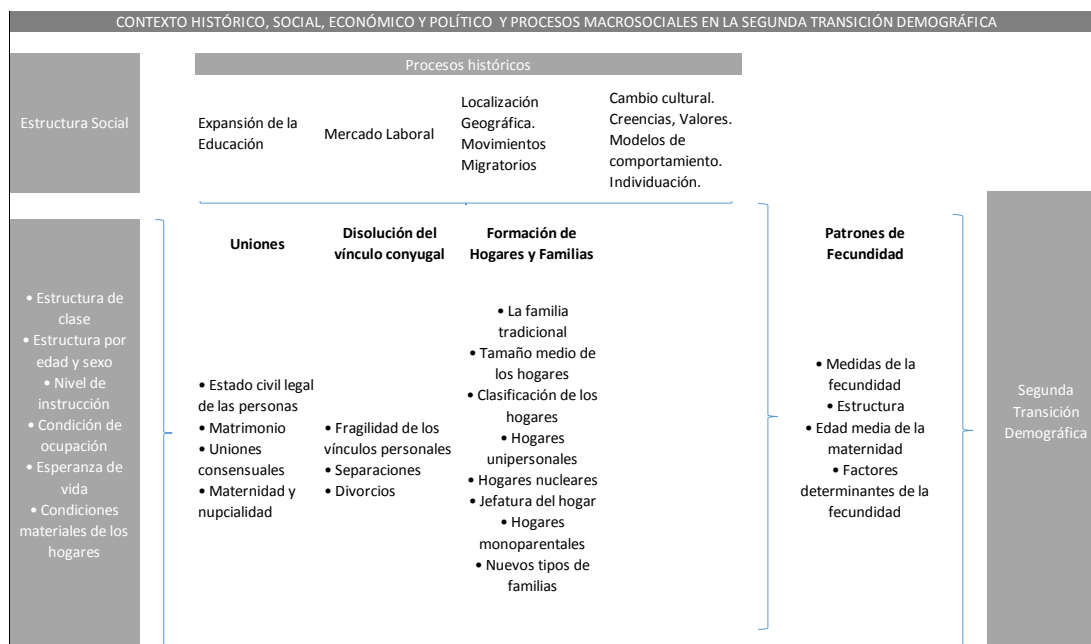 CONTEXTO HISTÓRICO, SOCIAL, ECONÓMICO Y POLÍTICO Y PROCESOS MACROSOCIALES EN LA SEGUNDA TRANSICIÓN DEMOGRÁFICA
Estructura Social
Procesos históricos
Expansión de la
Educación
Mercado Laboral
Localización
Geográfica.
Movimientos
Migratorios
Cambio cultural.
Creencias, Valores.
Modelos de
comportamiento.
Individuación.
• Estructura de
clase
• Estructura por
edad y sexo
• Nivel de
instrucción
• Condición de
ocupación
• Esperanza de
vida
• Condiciones
materiales de los
hogares
Uniones
• Estado civil legal
de las personas
• Matrimonio
• Uniones
consensuales
• Maternidad y
nupcialidad
Disolución del
vínculo conyugal
• Fragilidad de los
vínculos personales
• Separaciones
• Divorcios
Formación de
Hogares y Familias
• La familia
tradicional
• Tamaño medio de
los hogares
• Clasificación de los
hogares
• Hogares
unipersonales
• Hogares nucleares
• Jefatura del hogar
• Hogares
monoparentales
• Nuevos tipos de
familias
Patrones de
Fecundidad
• Medidas de la
fecundidad
• Estructura
• Edad media de la
maternidad
• Factores
determinantes de la
fecundidad
Segunda
Transición
Demográfica